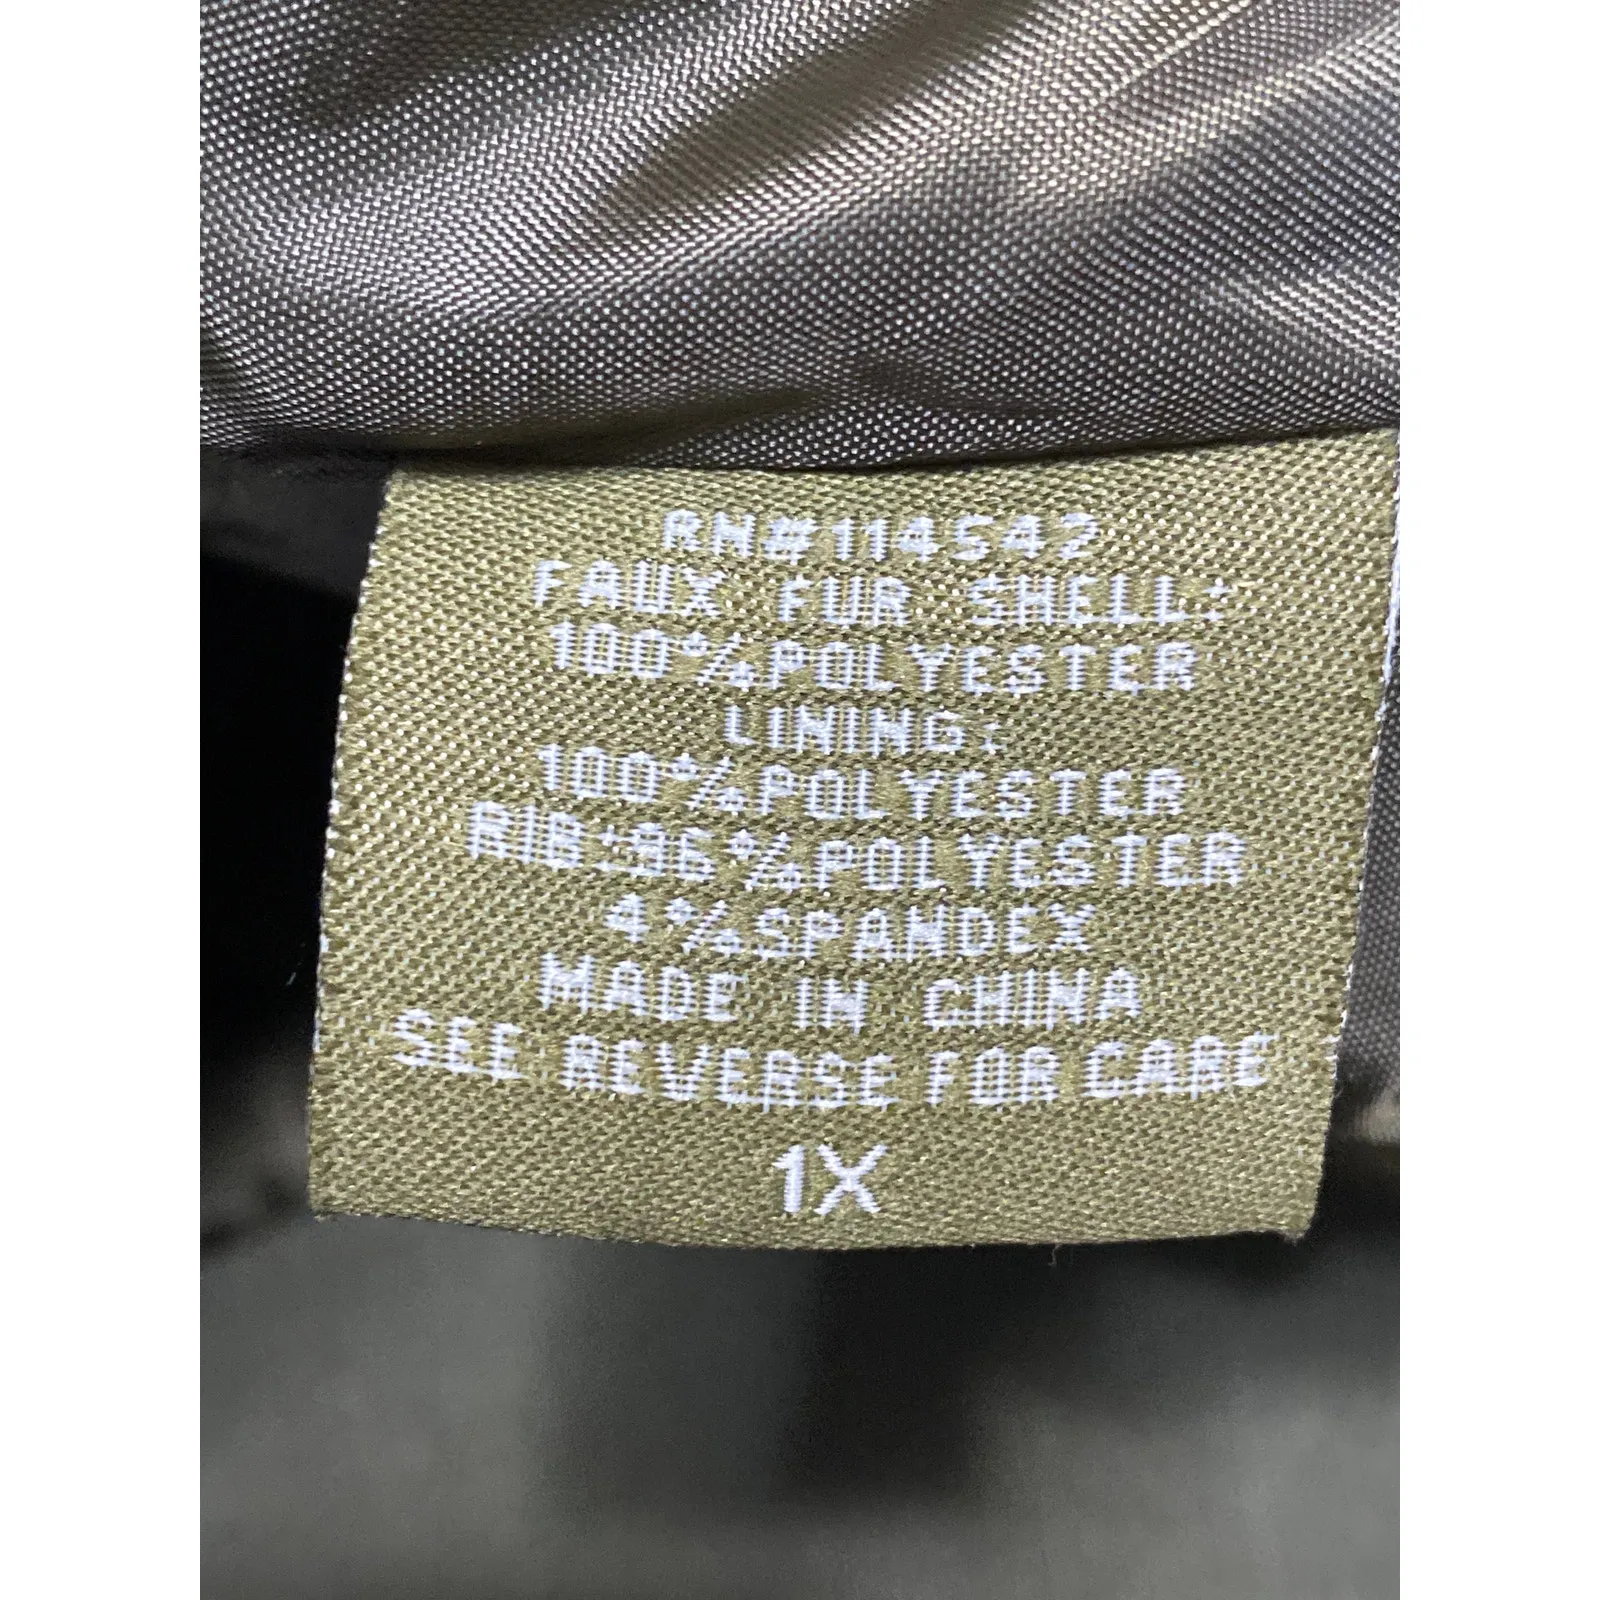 RN#114542
FAUX FUR SHELL:
100%POLYESTER
LINING:
100%POLYESTER
RIB:96%POLYESTER
4%SPANDEX
MADE IN CHINA
SEE REVERSE FOR CARE
1X